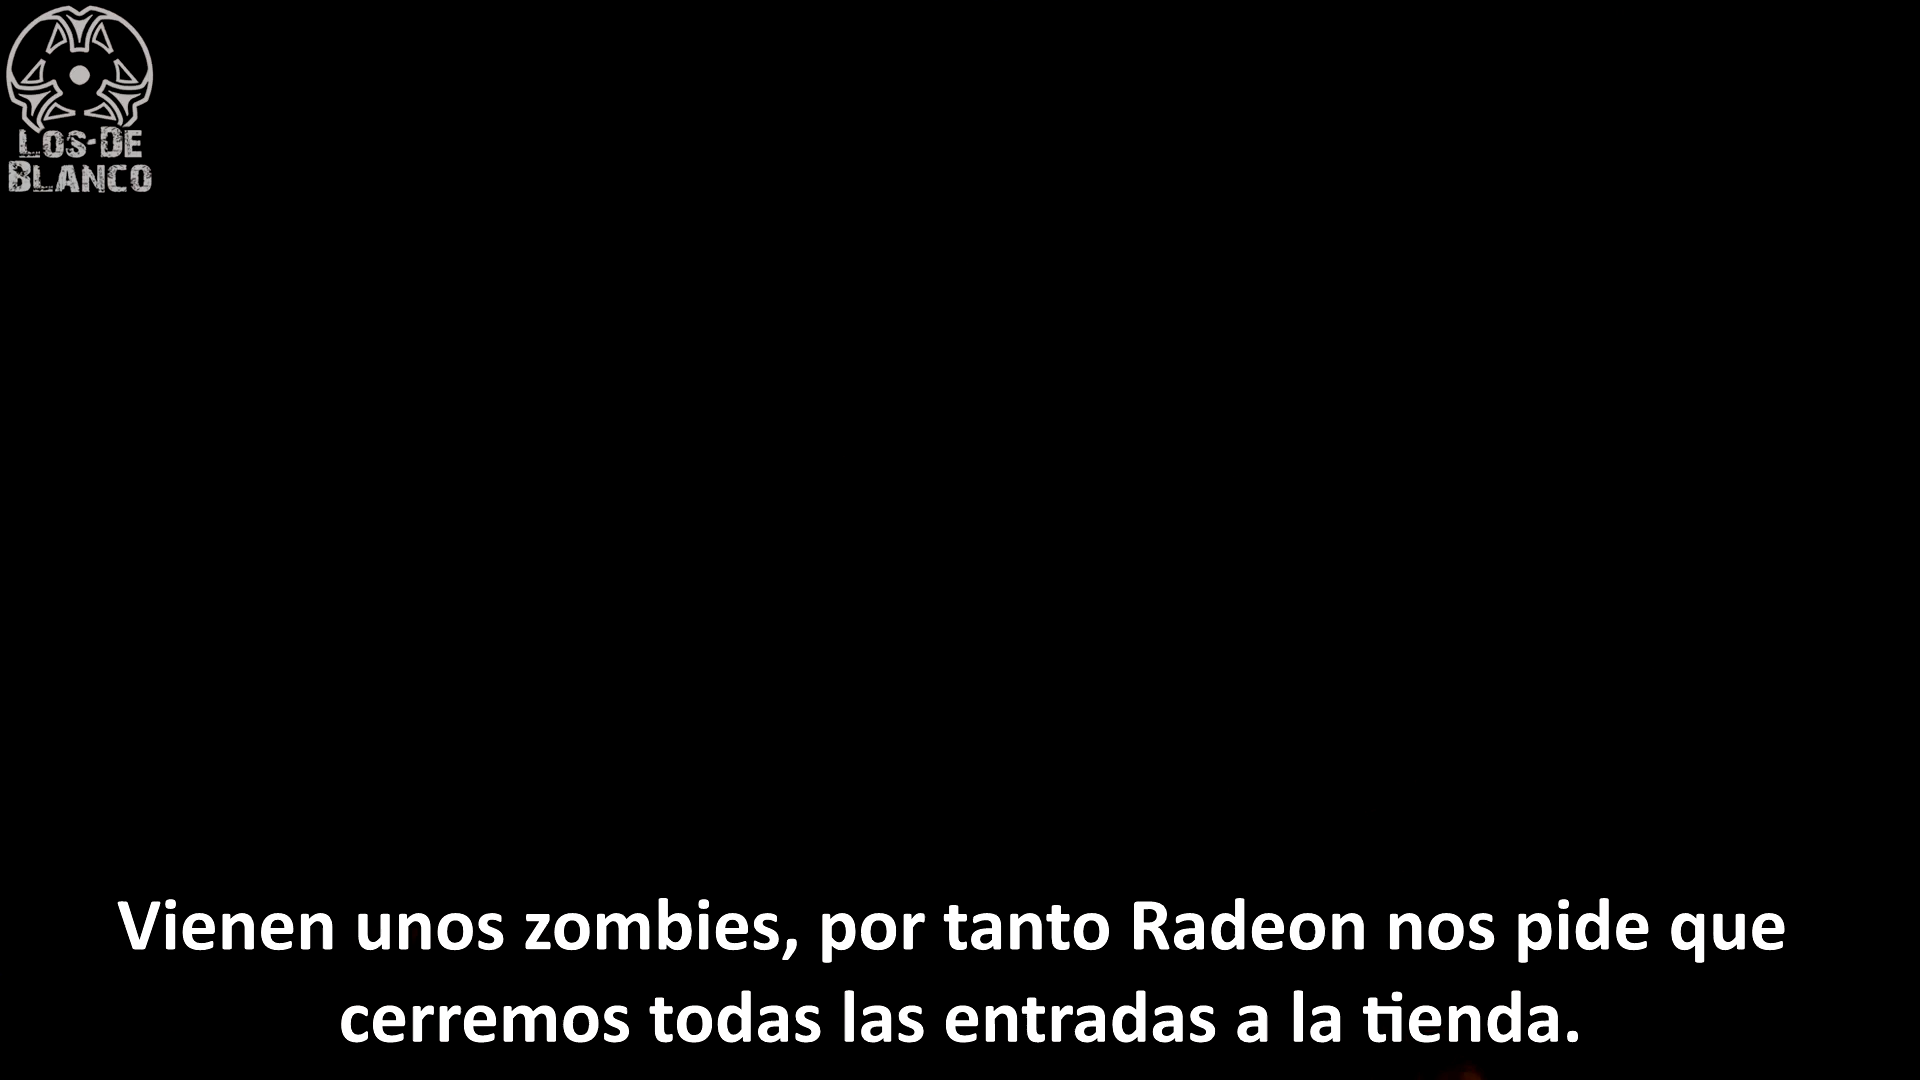 Los-De
Blanco
Vienen unos zombies, por tanto Radeon nos pide que
cerremos todas las entradas a la tienda.